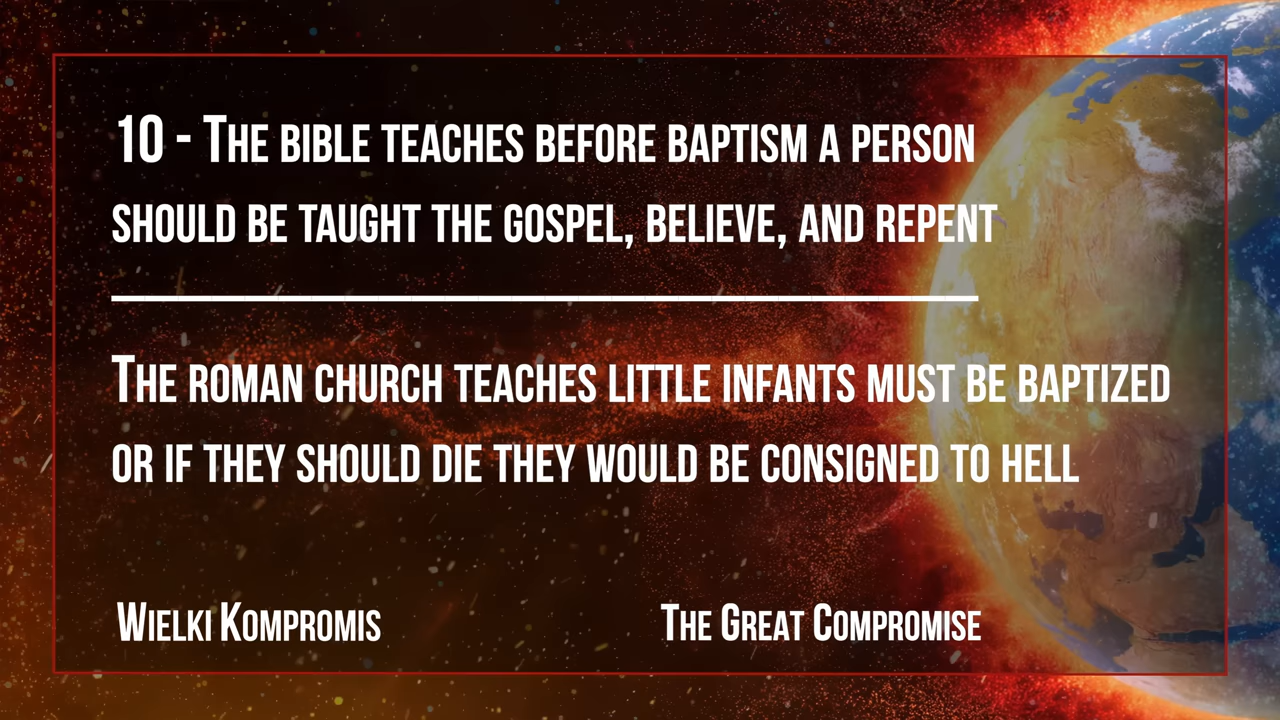 10 - The bible teaches before baptism a person
should be taught the gospel, believe, and repent
The roman church teaches little infants must be baptized
or if they should die they would be consigned to hell
Wielki Kompromis
The Great Compromise